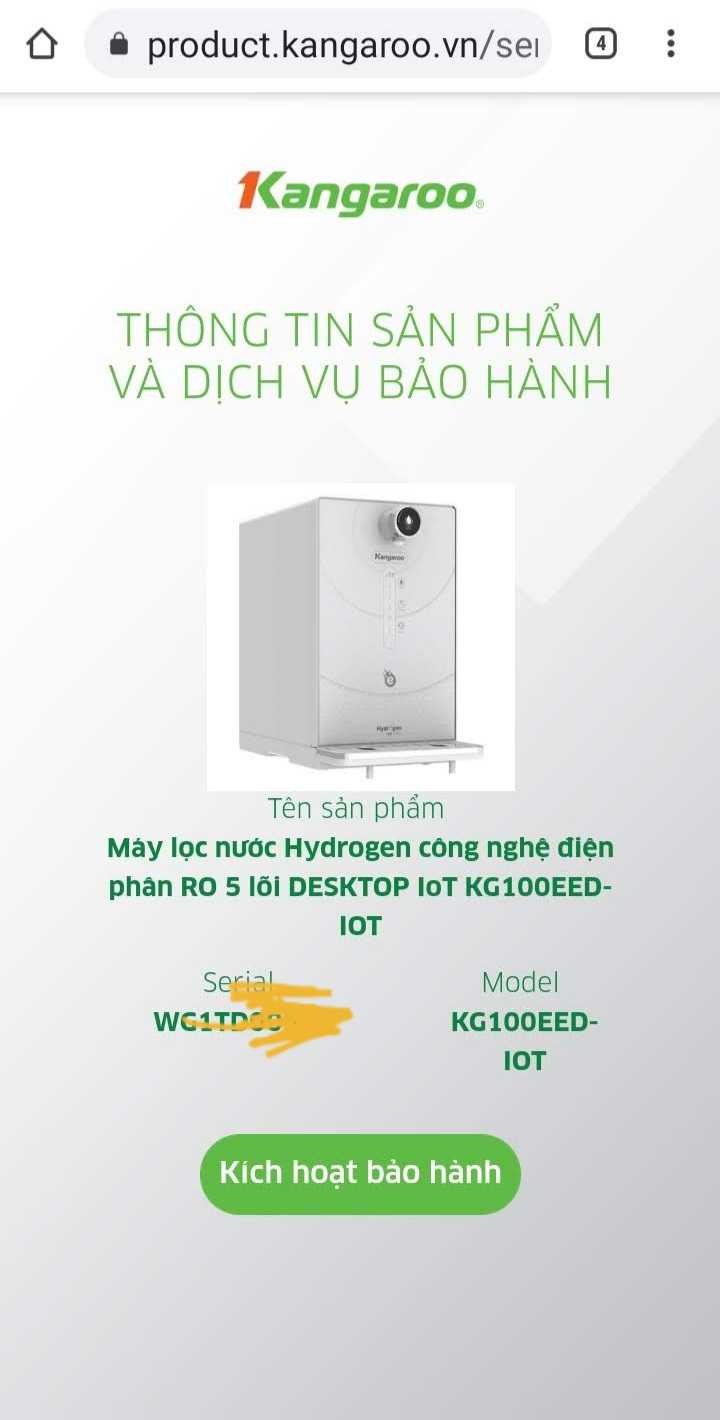 product.kangaroo.vn/ser
4
Kangaroo®
THÔNG TIN SẢN PHẨM
VÀ DỊCH VỤ BẢO HÀNH
Kangaroo
Hydrogen
Tên sản phẩm
Máy lọc nước Hydrogen công nghệ điện
phân RO 5 lõi DESKTOP IoT KG100EED-
IOT
Serial
Model
KG100EED-
IOT
Kích hoạt bảo hành